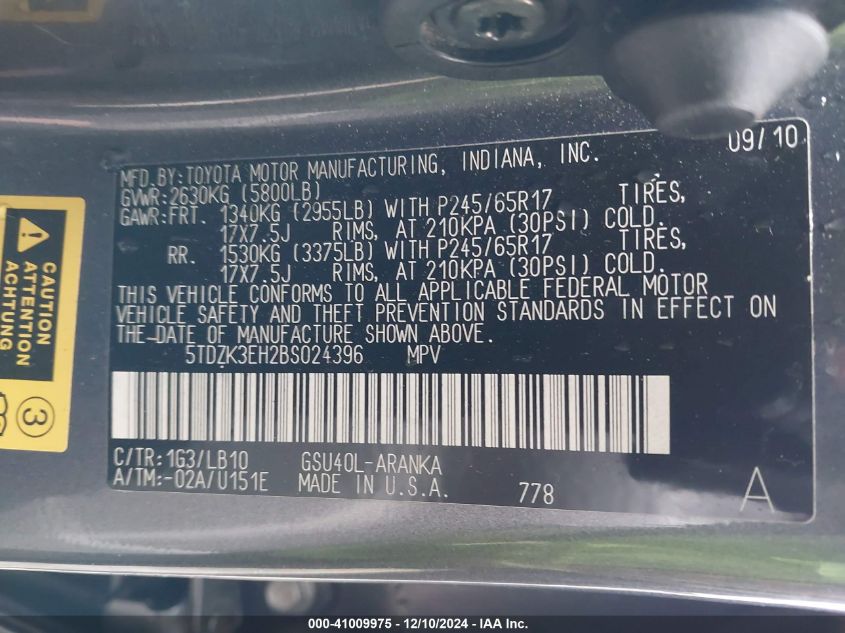 09/10
MFD.BY:TOYOTA MOTOR MANUFACTURING, INDIANA, INC.
GVWR:2630KG (5800LB)
GAWR:FRT. 1340KG (2955LB) WITH P245/65R17 TIRES,
17X7.5J RIMS, AT 210KPA (30PSI) COLD.
RR. 1530KG (3375LB) WITH P245/65R17 TIRES,
17X7.5J RIMS, AT 210KPA (30PSI) COLD.
THIS VEHICLE CONFORMS TO ALL APPLICABLE FEDERAL MOTOR
VEHICLE SAFETY AND THEFT PREVENTION STANDARDS IN EFFECT ON
THE DATE OF MANUFACTURE SHOWN ABOVE.
5TDZK3EH2BS024396 MPV
C/TR:1G3/LB10 GSU40L-ARANKA
A/TM:-02A/U151E MADE IN U.S.A. 778 A
CAUTION
ATTENTION
ACHTUNG
3
000-41009975 - 12/10/2024 - IAA Inc.